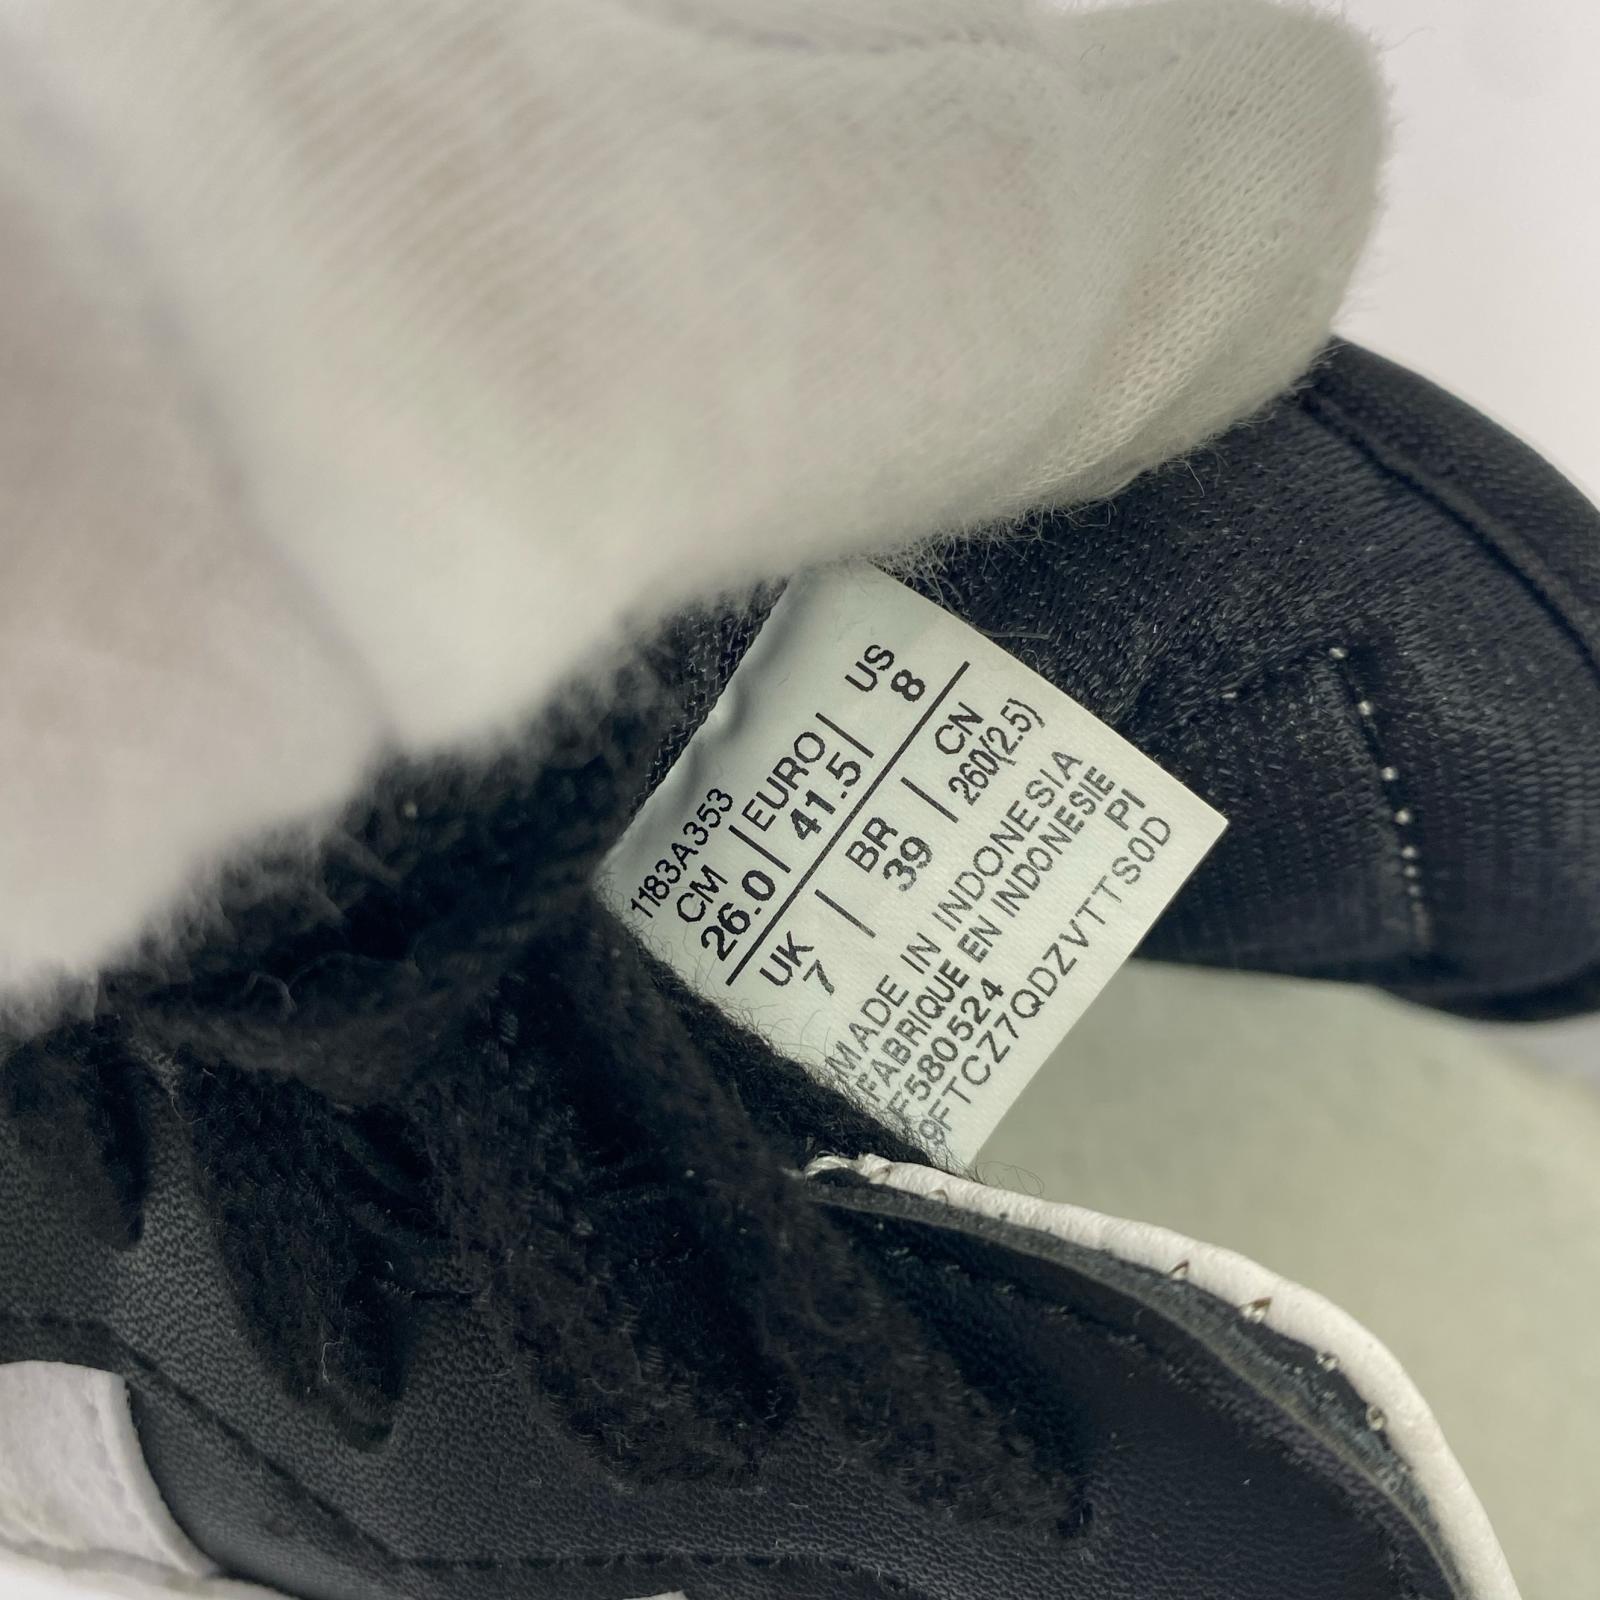 1183A353
CM | EURO | US
26.0 | 41.5 | 8
UK | BR | CN
7 39 260(2.5)
MADE IN INDONESIA
FABRIQUE EN INDONESIE
F580524 PI
9FTCZ7QDZVTTS0D